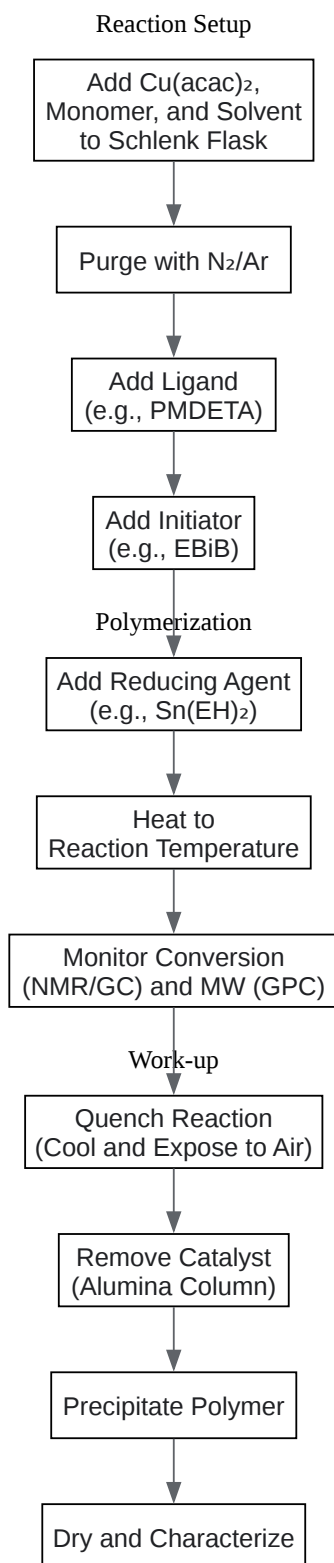 Reaction Setup
Add Cu(acac)₂,
Monomer, and Solvent
to Schlenk Flask
Purge with N₂/Ar
Add Ligand
(e.g., PMDETA)
Add Initiator
(e.g., EBiB)
Polymerization
Add Reducing Agent
(e.g., Sn(EH)₂)
Heat to
Reaction Temperature
Monitor Conversion
(NMR/GC) and MW (GPC)
Work-up
Quench Reaction
(Cool and Expose to Air)
Remove Catalyst
(Alumina Column)
Precipitate Polymer
Dry and Characterize